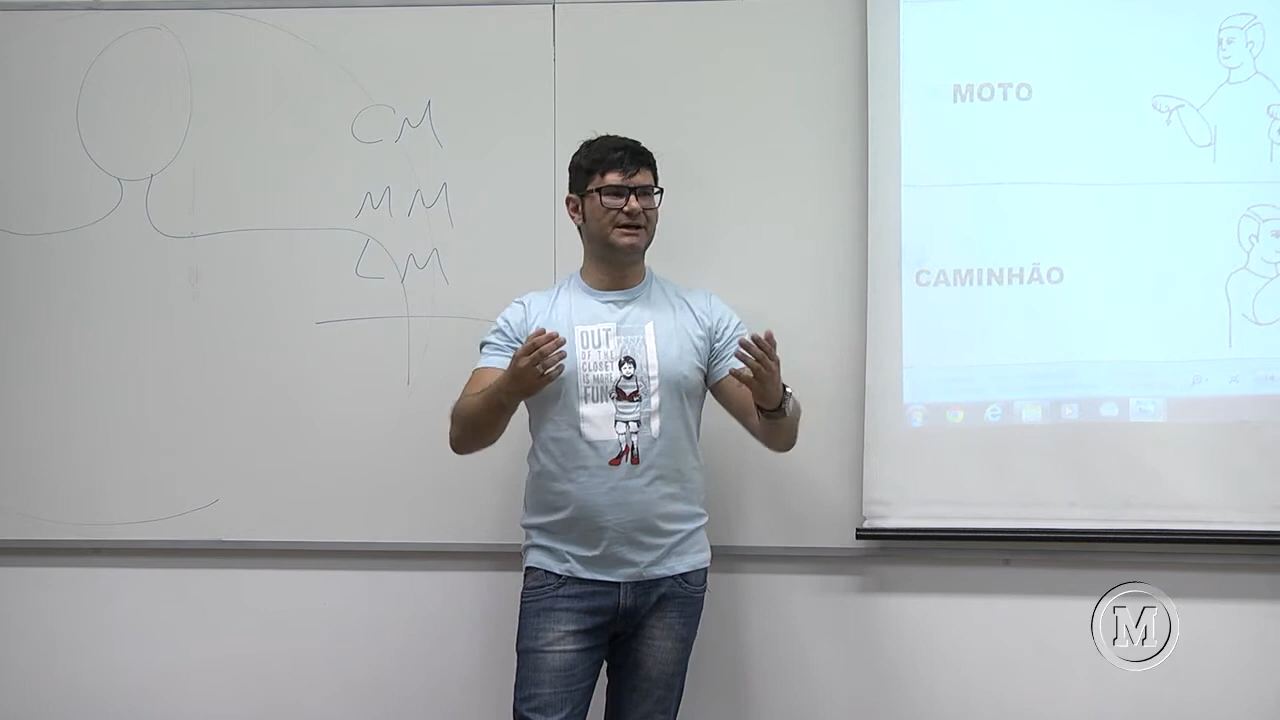 CM
MM
LM
OUT
OF THE
CLOSET
IS MORE
FUN
MOTO
CAMINHÃO
M